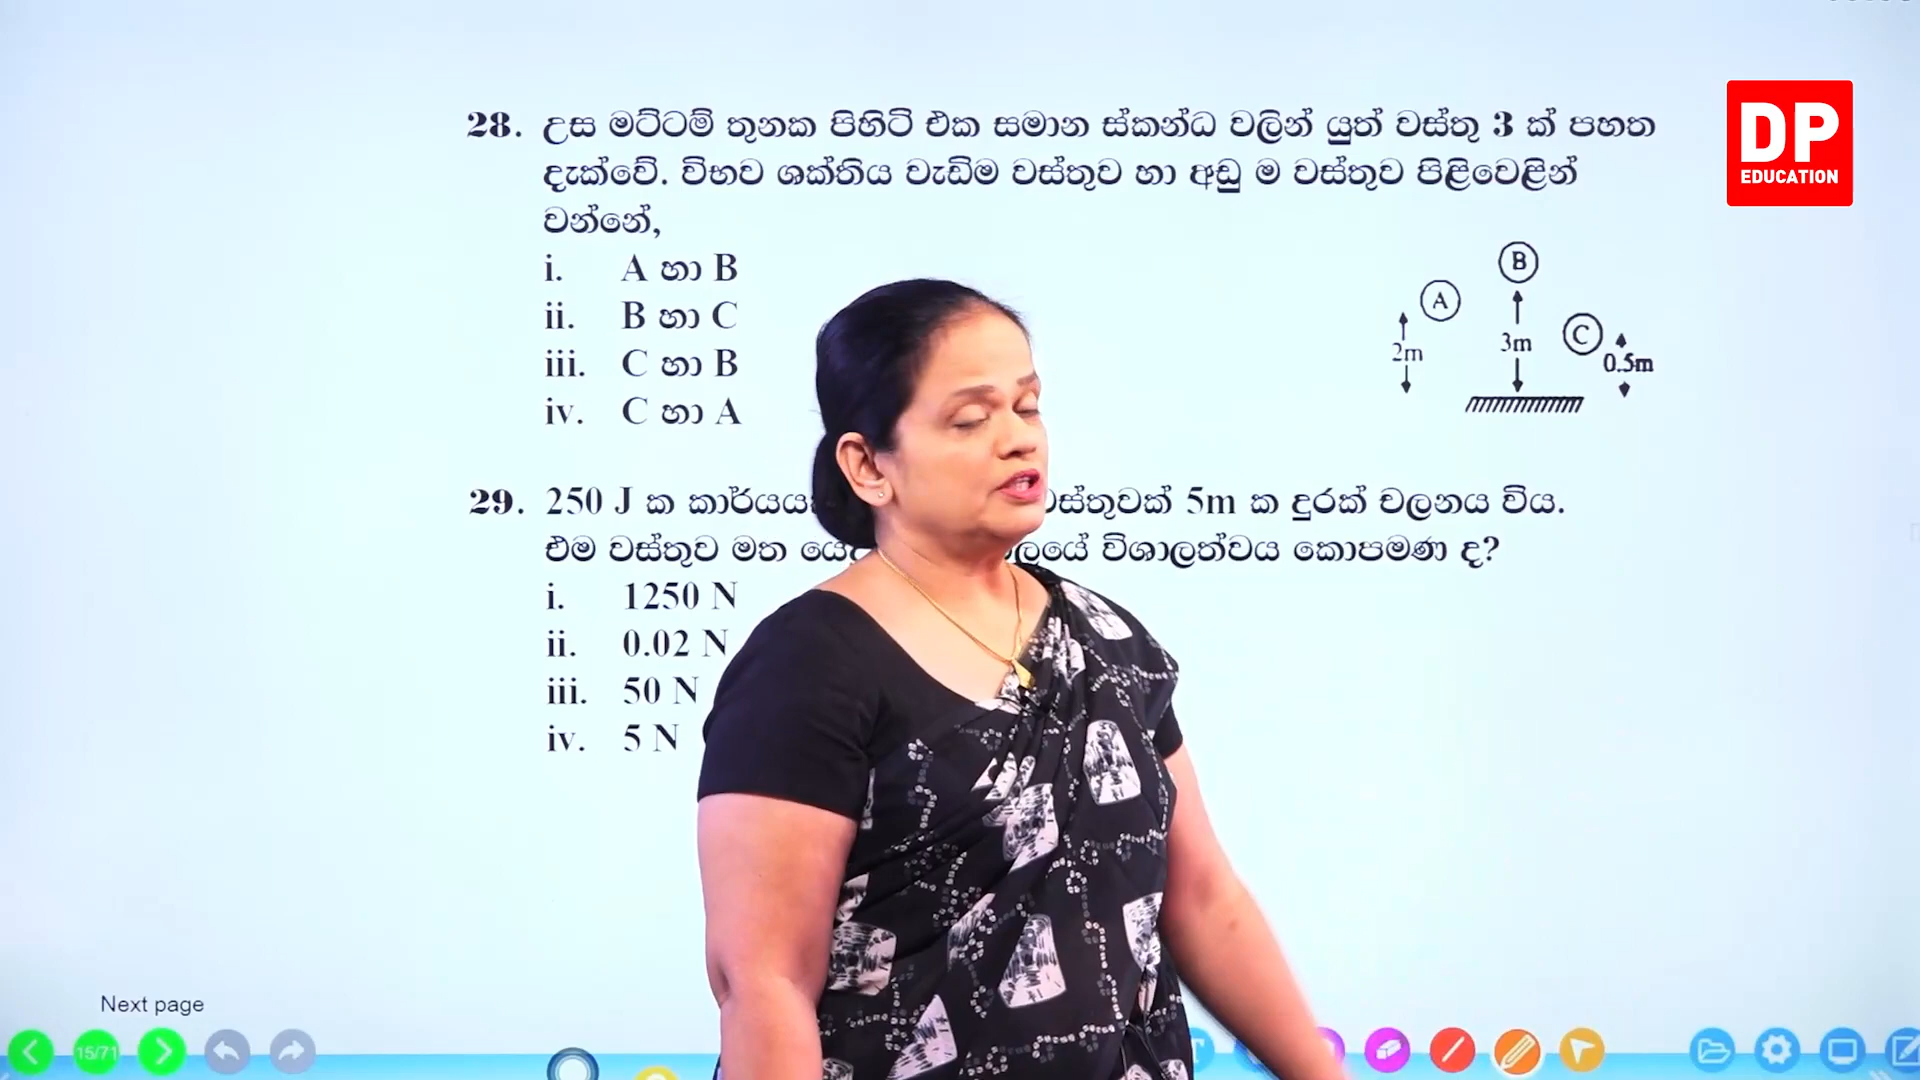 28. උස මට්ටම් තුනක පිහිටි එක සමාන ස්කන්ධ වලින් යුත් වස්තු 3 ක් පහත
දැක්වේ. විභව ශක්තිය වැඩිම වස්තුව හා අඩු ම වස්තුව පිළිවෙළින්
වන්නේ,
i. A හා B
ii. B හා C
iii. C හා B
iv. C හා A
B
A
C
2m
3m
0.5m
29. 250 J ක වස්තුවක් 5m ක දුරක් චලනය විය.
එම වස්තුව මත විශාලත්වය කොපමණ ද?
i. 1250 N
ii. 0.02 N
iii. 50 N
iv. 5 N
DP
EDUCATION
Next page
15/71